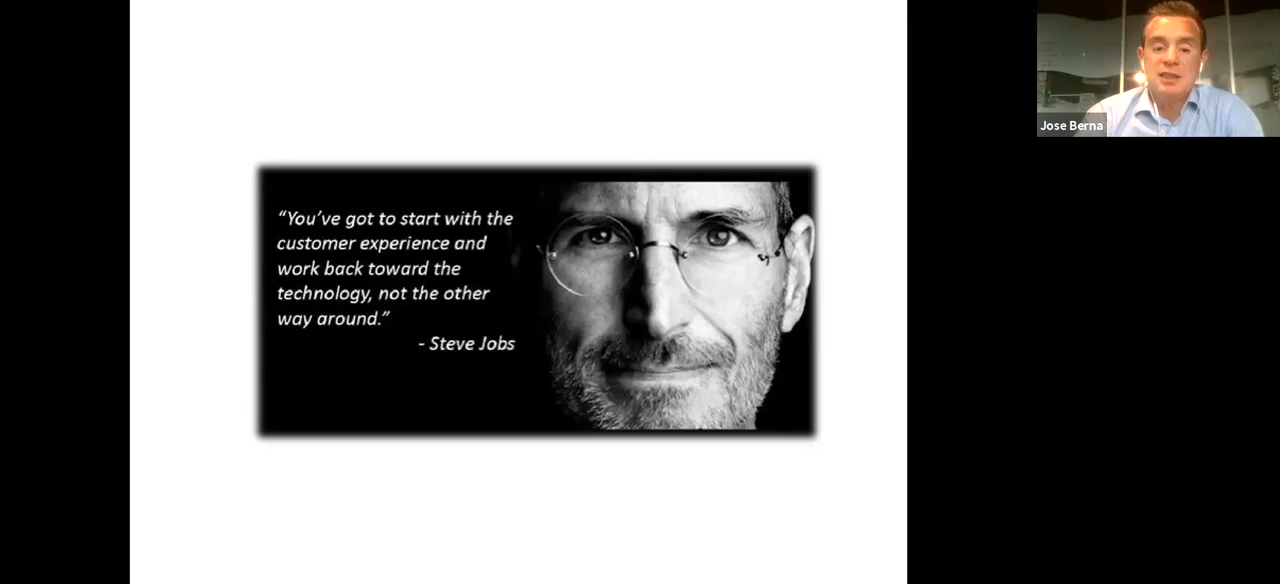 “You’ve got to start with the
customer experience and
work back toward the
technology, not the other
way around.”
- Steve Jobs
Jose Berna